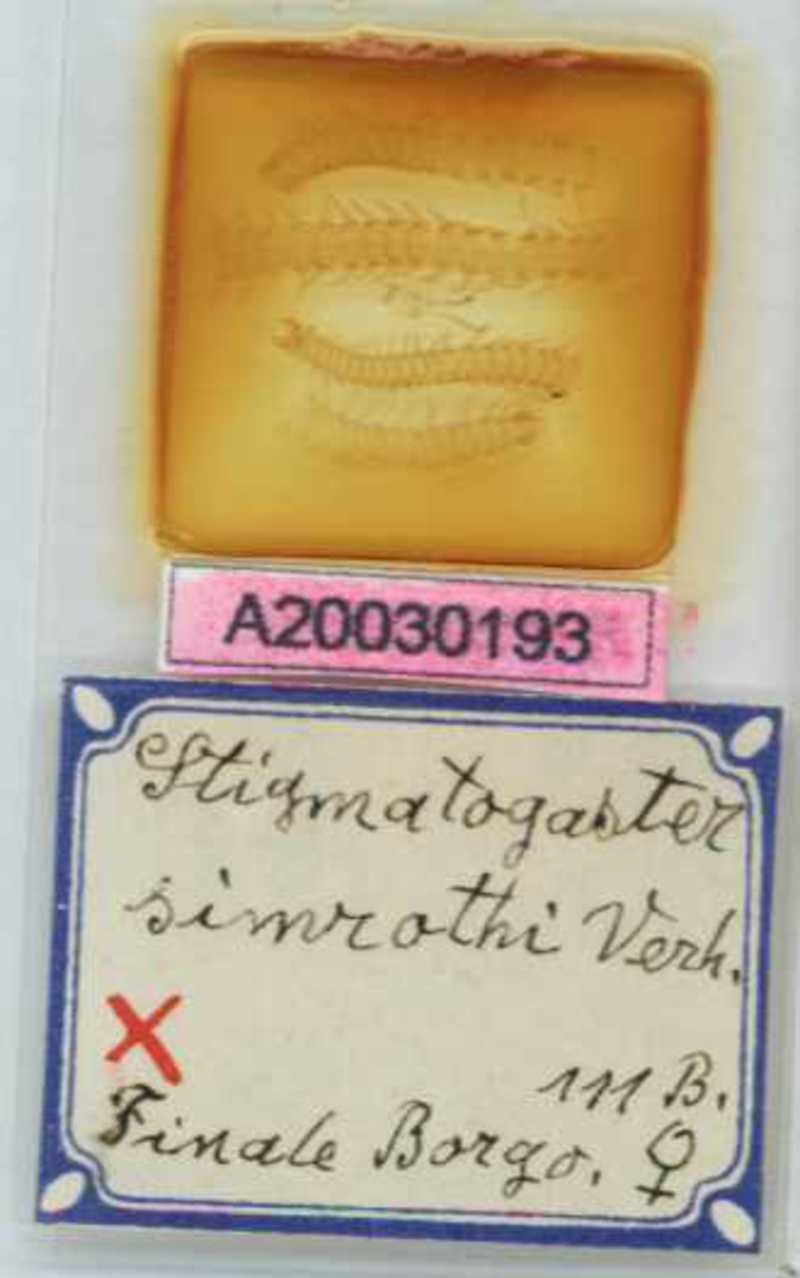 A20030193
Stigmatogaster
simrothi Verh.
X
111 B.
Finale Borgo. ♀